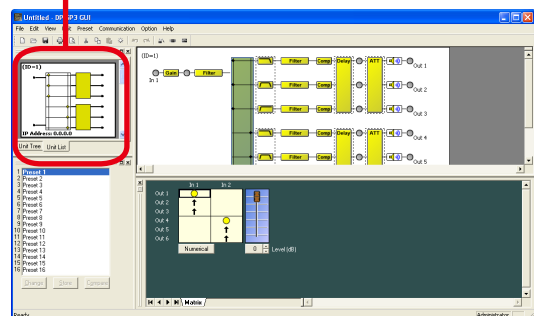 Untitled - DP-SP3 GUI
File Edit View Unit Preset Communication Option Help
(ID=1)
IP Address: 0.0.0.0
Unit Tree Unit List
1 Preset 1
2 Preset 2
3 Preset 3
4 Preset 4
5 Preset 5
6 Preset 6
7 Preset 7
8 Preset 8
9 Preset 9
10 Preset 10
11 Preset 11
12 Preset 12
13 Preset 13
14 Preset 14
15 Preset 15
16 Preset 16
Change Store Compare
(ID=1)
In 1 Gain Filter
Filter Comp Delay ATT Out 1
Filter Comp Out 2
Filter Comp Out 3
Filter Comp Delay ATT Out 4
Filter Comp Out 5
In 1 In 2
Out 1
Out 2
Out 3
Out 4
Out 5
Out 6
Numerical 0 Level (dB)
Matrix
Ready Administrator